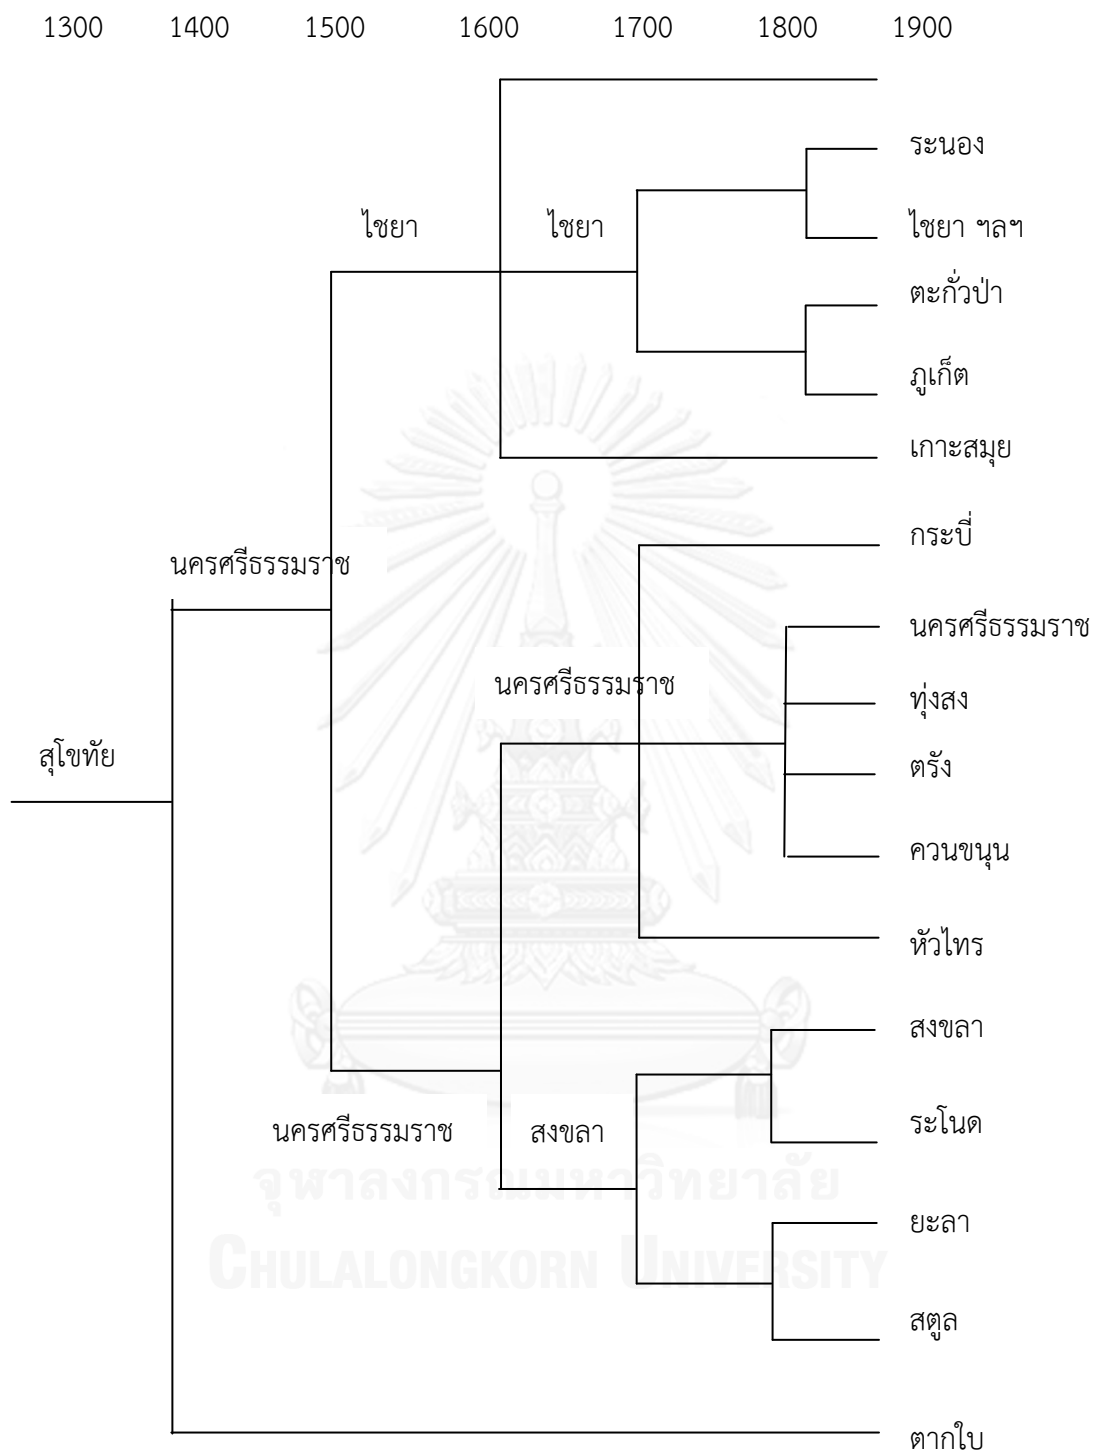 1300 1400 1500 1600 1700 1800 1900
ระนอง
ไชยา ไชยา ไชยา ฯลฯ
ตะกั่วป่า
ภูเก็ต
เกาะสมุย
กระบี่
นครศรีธรรมราช
นครศรีธรรมราช
นครศรีธรรมราช
ทุ่งสง
สุโขทัย
ตรัง
ควนขนุน
หัวไทร
สงขลา
นครศรีธรรมราช สงขลา ระโนด
จุฬาลงกรณ์มหาวิทยาลัย
ยะลา
CHULALONGKORN UNIVERSITY
สตูล
ตากใบ